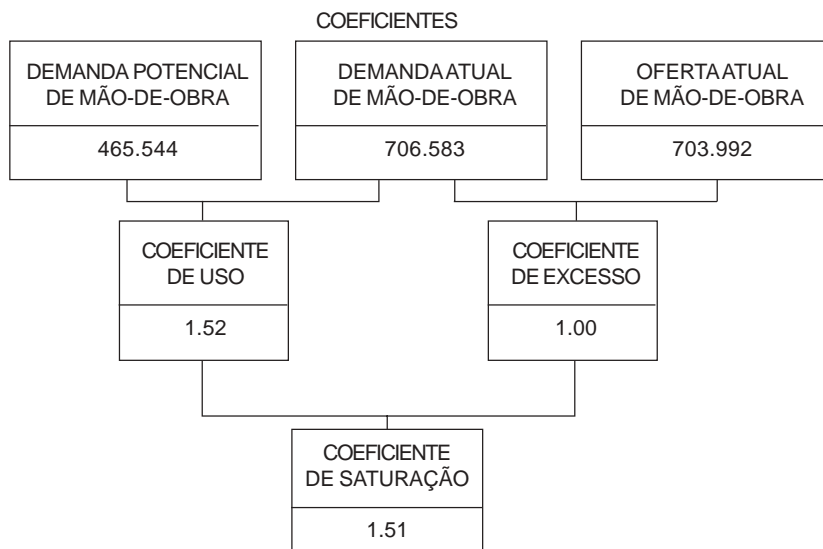 COEFICIENTES
DEMANDA POTENCIAL
DE MÃO-DE-OBRA
465.544
DEMANDA ATUAL
DE MÃO-DE-OBRA
706.583
OFERTA ATUAL
DE MÃO-DE-OBRA
703.992
COEFICIENTE
DE USO
1.52
COEFICIENTE
DE EXCESSO
1.00
COEFICIENTE
DE SATURAÇÃO
1.51